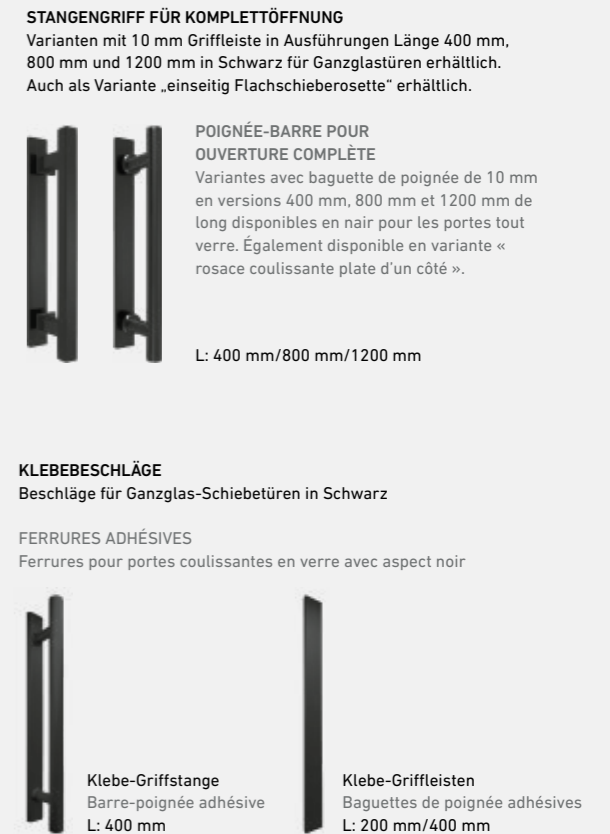 STANGENGRIFF FÜR KOMPLETTÖFFNUNG
Varianten mit 10 mm Griffleiste in Ausführungen Länge 400 mm,
800 mm und 1200 mm in Schwarz für Ganzglastüren erhältlich.
Auch als Variante „einseitig Flachschieberosette“ erhältlich.
POIGNÉE-BARRE POUR
OUVERTURE COMPLÈTE
Variantes avec baguette de poignée de 10 mm
en versions 400 mm, 800 mm et 1200 mm de
long disponibles en nair pour les portes tout
verre. Également disponible en variante «
rosace coulissante plate d’un côté ».
L: 400 mm/800 mm/1200 mm
KLEBEBESCHLÄGE
Beschläge für Ganzglas-Schiebetüren in Schwarz
FERRURES ADHÉSIVES
Ferrures pour portes coulissantes en verre avec aspect noir
Klebe-Griffstange
Barre-poignée adhésive
L: 400 mm
Klebe-Griffleisten
Baguettes de poignée adhésives
L: 200 mm/400 mm